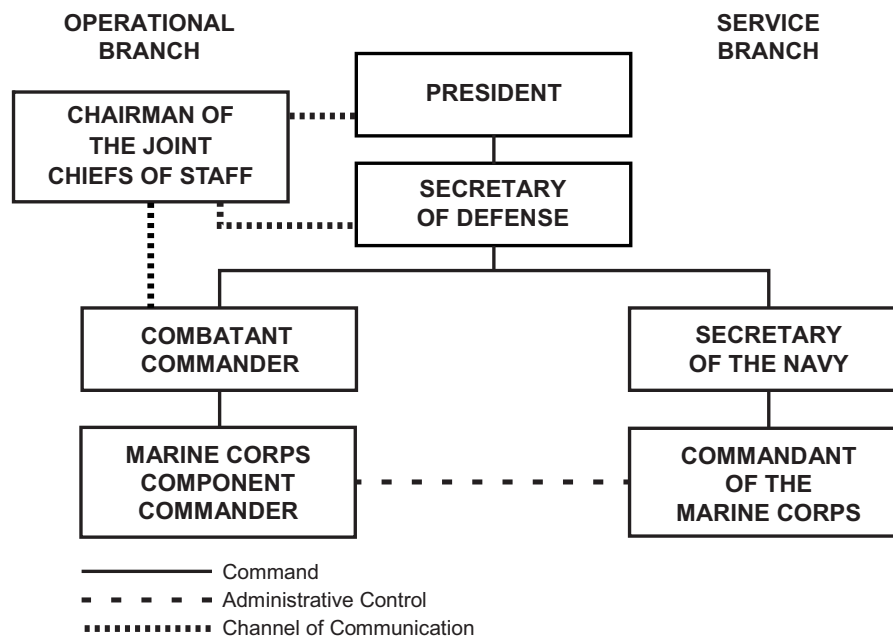 OPERATIONAL
BRANCH
SERVICE
BRANCH
PRESIDENT
CHAIRMAN OF
THE JOINT
CHIEFS OF STAFF
SECRETARY
OF DEFENSE
COMBATANT
COMMANDER
SECRETARY
OF THE NAVY
MARINE CORPS
COMPONENT
COMMANDER
COMMANDANT
OF THE
MARINE CORPS
Command
Administrative Control
Channel of Communication